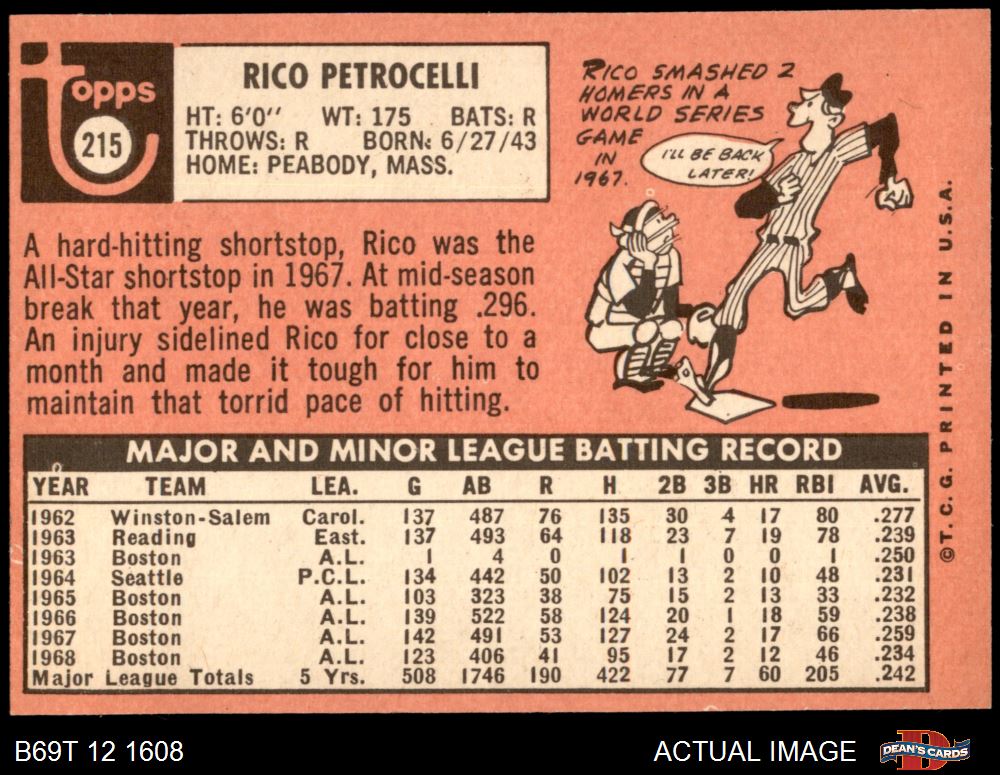 topps
215
RICO PETROCELLI
HT: 6'0" WT: 175 BATS: R
THROWS: R BORN: 6/27/43
HOME: PEABODY, MASS.
RICO SMASHED 2
HOMERS IN A
WORLD SERIES
GAME
IN
1967.
I'LL BE BACK
LATER!
A hard-hitting shortstop, Rico was the
All-Star shortstop in 1967. At mid-season
break that year, he was batting .296.
An injury sidelined Rico for close to a
month and made it tough for him to
maintain that torrid pace of hitting.
MAJOR AND MINOR LEAGUE BATTING RECORD
YEAR TEAM LEA. G AB R H 2B 3B HR RBI AVG.
1962 Winston-Salem Carol. 137 487 76 135 30 4 17 80 .277
1963 Reading East. 137 493 64 118 23 7 19 78 .239
1963 Boston A.L. 1 4 0 1 1 0 0 1 .250
1964 Seattle P.C.L. 134 442 50 102 13 2 10 48 .231
1965 Boston A.L. 103 323 38 75 15 2 13 33 .232
1966 Boston A.L. 139 522 58 124 20 1 18 59 .238
1967 Boston A.L. 142 491 53 127 24 2 17 66 .259
1968 Boston A.L. 123 406 41 95 17 2 12 46 .234
Major League Totals 5 Yrs. 508 1746 190 422 77 7 60 205 .242
©T.C.G. PRINTED IN U.S.A.
B69T 12 1608
ACTUAL IMAGE
D
DEAN'S CARDS